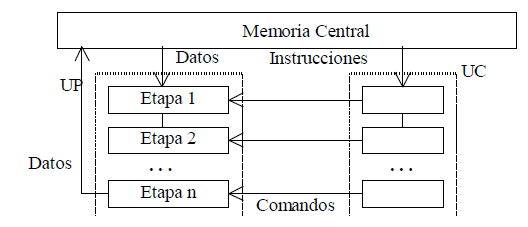 Memoria Central
Datos
Instrucciones
UP
UC
Etapa 1
Etapa 2
...
...
Datos
Etapa n
Comandos